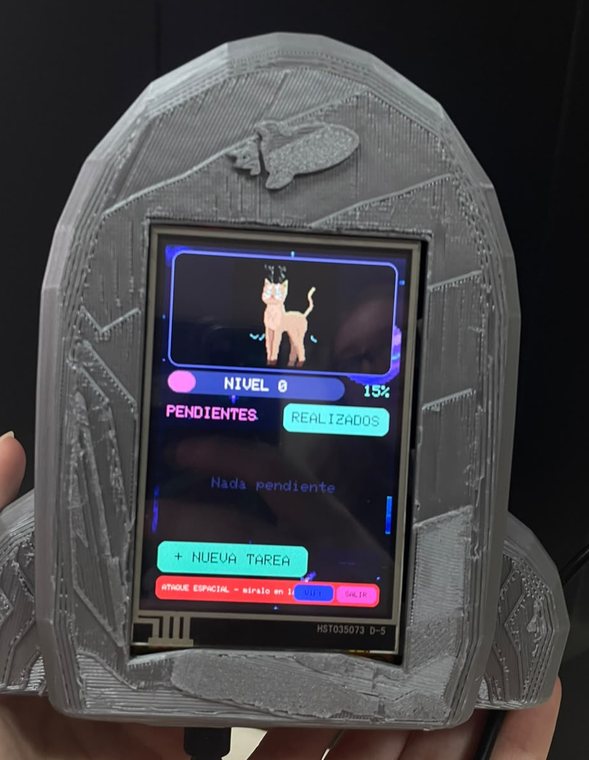 NIVEL 0
15%
PENDIENTES
REALIZADOS
Nada pendiente
+ NUEVA TAREA
ATAQUE ESPACIAL - miralo en
SALIR
HST035073 D-5